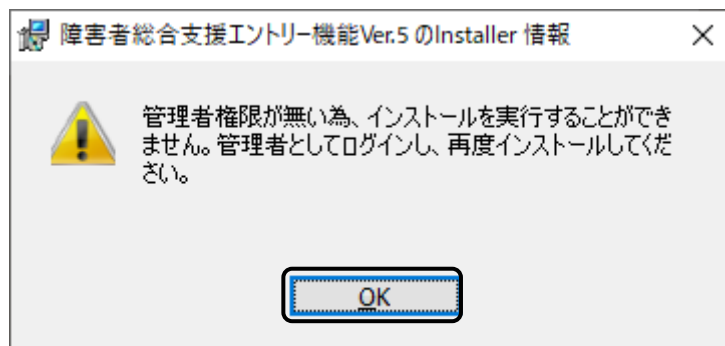 障害者総合支援エントリー機能Ver.5 のInstaller 情報
管理者権限が無い為、インストールを実行することができ
ません。管理者としてログインし、再度インストールしてくだ
さい。
OK